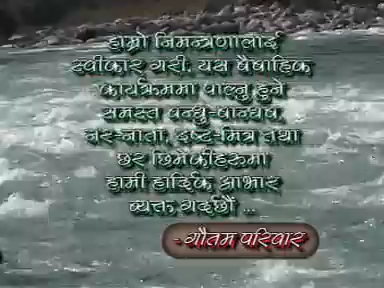 हाम्रो निमन्त्रणालाई
स्वीकार गरी, यस वैवाहिक
कार्यक्रममा पाल्नु हुने
समस्त बन्धु-बान्धव,
नर-नाता, इष्ट-मित्र तथा
छर छिमेकीहरूमा
हामी हार्दिक आभार
ब्यक्त गर्दछौं ...
- गौतम परिवार